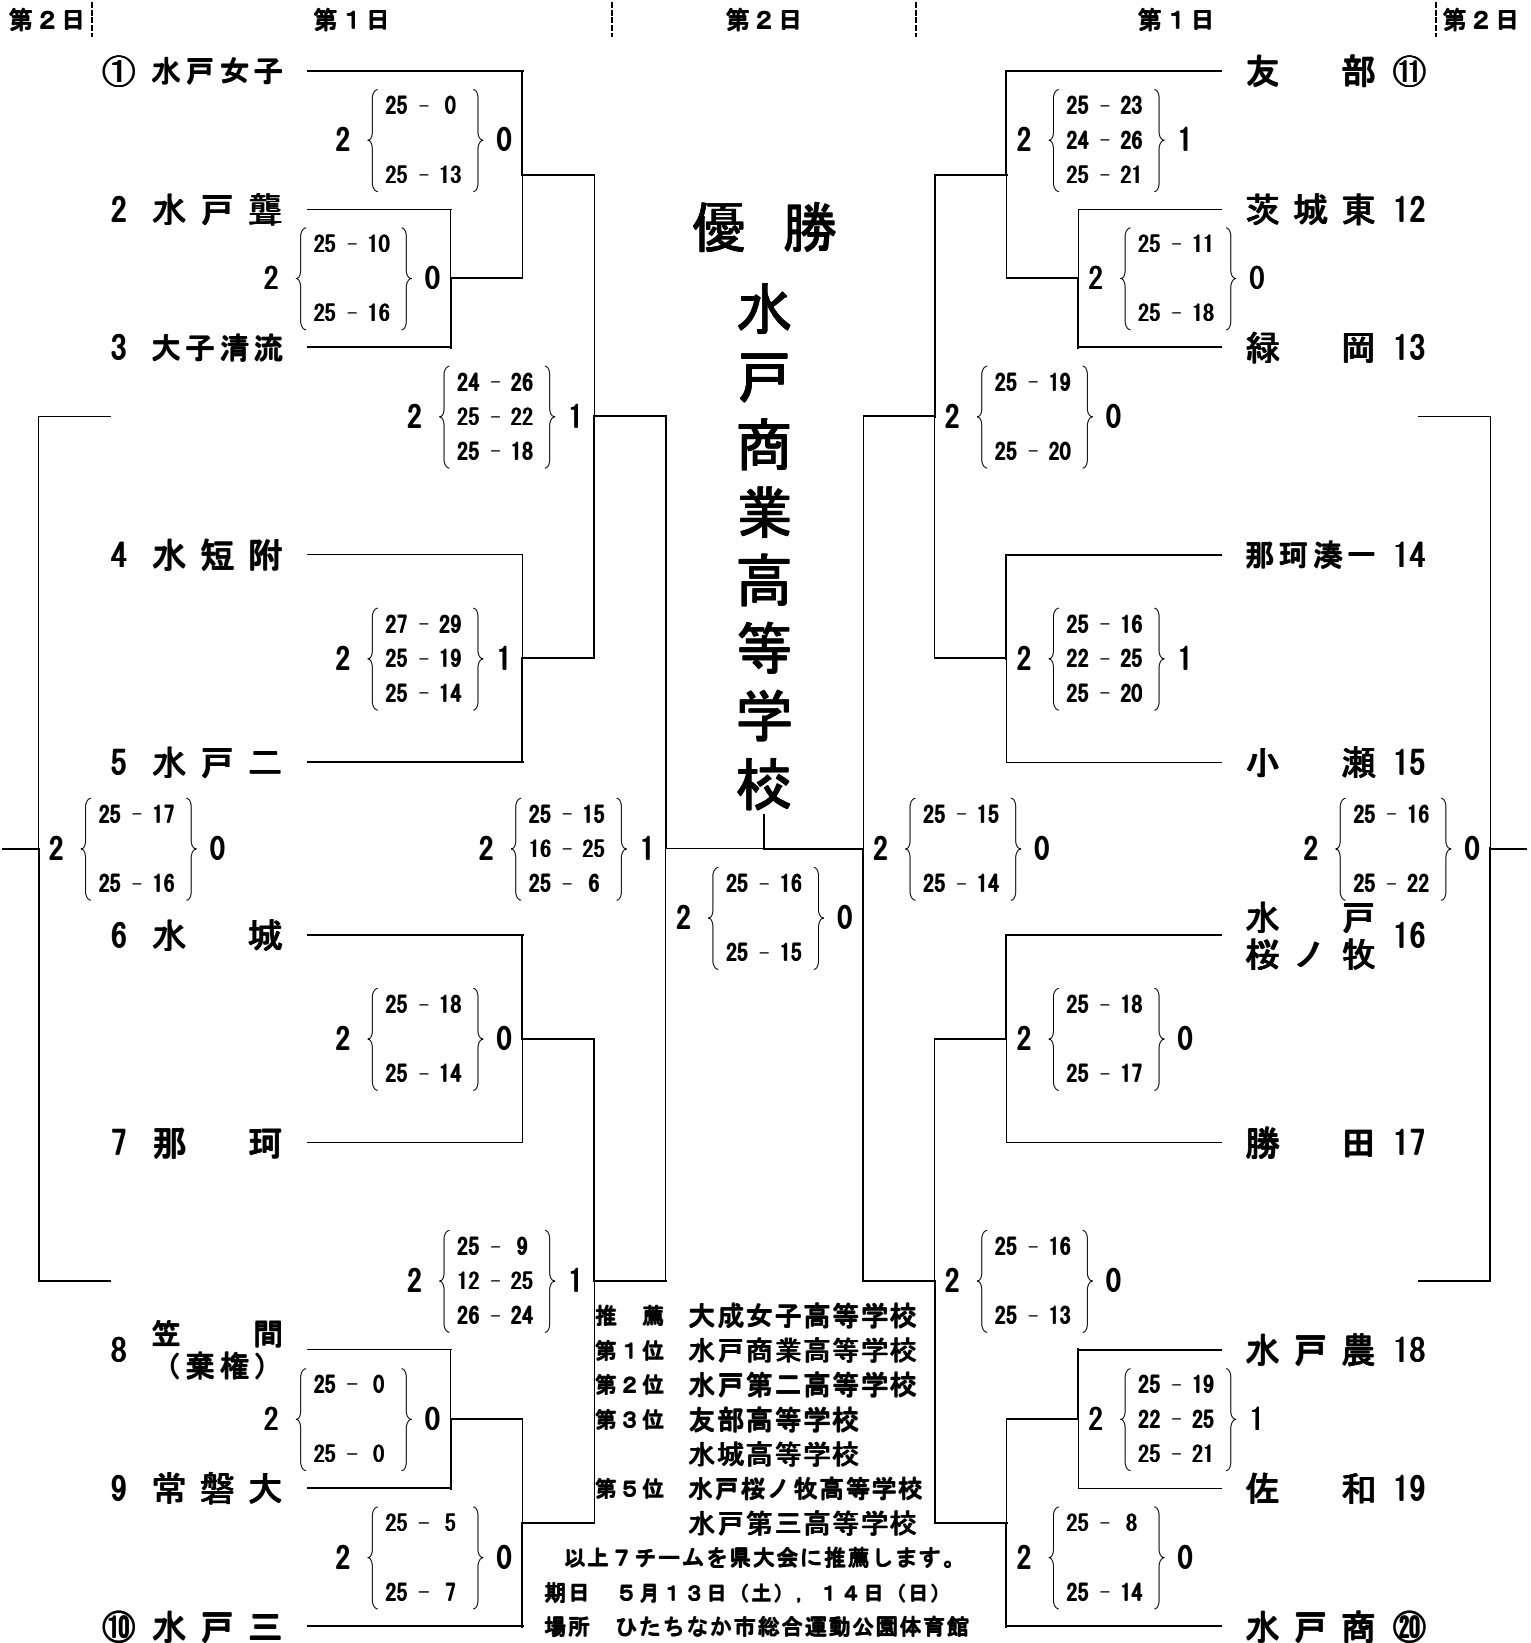 第２日 第１日 第２日 第１日 第２日
① 水戸女子
友部 ⑪
25 - 0
2 0
25 - 13
25 - 23
2 24 - 26 1
25 - 21
2 水戸聾
茨城東 12
25 - 10
2 0
25 - 16
25 - 11
2 0
25 - 18
3 大子清流
緑岡 13
24 - 26
2 25 - 22 1
25 - 18
25 - 19
2 0
25 - 20
4 水短附
那珂湊一 14
27 - 29
2 25 - 19 1
25 - 14
25 - 16
2 22 - 25 1
25 - 20
5 水戸二
小瀬 15
25 - 17
2 0
25 - 16
25 - 15
2 16 - 25 1
25 - 6
優勝
水戸商業高等学校
25 - 16
2 0
25 - 15
25 - 15
2 0
25 - 14
25 - 16
2 0
25 - 22
6 水城
水戸
桜ノ牧 16
25 - 18
2 0
25 - 14
25 - 18
2 0
25 - 17
7 那珂
勝田 17
25 - 9
2 12 - 25 1
26 - 24
25 - 16
2 0
25 - 13
8 笠間
（棄権）
水戸農 18
25 - 0
2 0
25 - 0
25 - 19
2 22 - 25 1
25 - 21
9 常磐大
佐和 19
25 - 5
2 0
25 - 7
25 - 8
2 0
25 - 14
⑩ 水戸三
水戸商 ⑳
推薦 大成女子高等学校
第１位 水戸商業高等学校
第２位 水戸第二高等学校
第３位 友部高等学校
水城高等学校
第５位 水戸桜ノ牧高等学校
水戸第三高等学校
以上７チームを県大会に推薦します。
期日 ５月１３日（土），１４日（日）
場所 ひたちなか市総合運動公園体育館